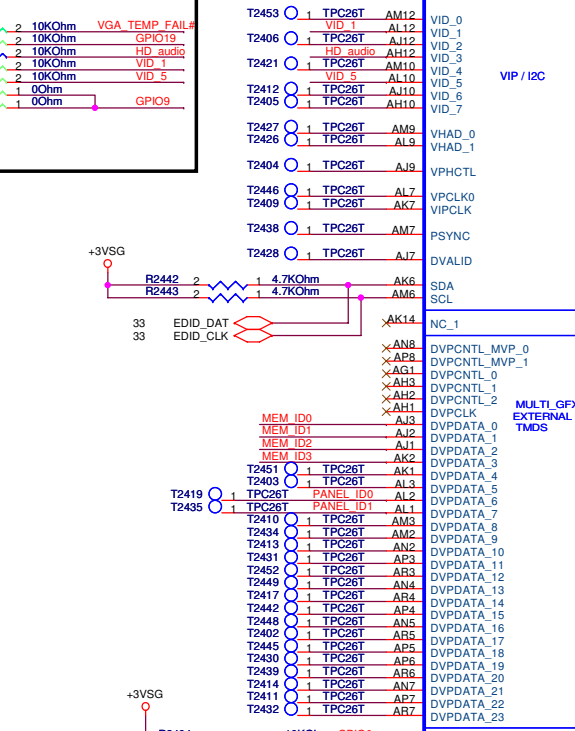 T2453 1 TPC26T AM12 VID_0
2 10KOhm VGA_TEMP_FAIL# VID_1 AL12 VID_1
2 10KOhm GPIO19 T2406 1 TPC26T AJ12 VID_2
2 10KOhm HD_audio HD_audio AH12 VID_3
2 10KOhm VID_1 T2421 1 TPC26T AM10 VID_4
2 10KOhm VID_5 VID_5 AL10 VID_5 VIP / I2C
1 0Ohm T2412 1 TPC26T AJ10 VID_6
1 0Ohm GPIO9 T2405 1 TPC26T AH10 VID_7
T2427 1 TPC26T AM9 VHAD_0
T2426 1 TPC26T AL9 VHAD_1
T2404 1 TPC26T AJ9 VPHCTL
T2446 1 TPC26T AL7 VPCLK0
T2409 1 TPC26T AK7 VIPCLK
T2438 1 TPC26T AM7 PSYNC
+3VSG
T2428 1 TPC26T AJ7 DVALID
R2442 2 1 4.7KOhm AK6 SDA
R2443 2 1 4.7KOhm AM6 SCL
33 EDID_DAT AK14 NC_1
33 EDID_CLK
AN8 DVPCNTL_MVP_0
AP8 DVPCNTL_MVP_1
AG1 DVPCNTL_0
AH3 DVPCNTL_1
AH2 DVPCNTL_2
AH1 DVPCLK MULTI_GFX
MEM_ID0 AJ3 DVPDATA_0 EXTERNAL
MEM_ID1 AJ2 DVPDATA_1 TMDS
MEM_ID2 AJ1 DVPDATA_2
MEM_ID3 AK2 DVPDATA_3
T2451 1 TPC26T AK1 DVPDATA_4
T2403 1 TPC26T AL3 DVPDATA_5
T2419 1 TPC26T PANEL_ID0 AL2 DVPDATA_6
T2435 1 TPC26T PANEL_ID1 AL1 DVPDATA_7
T2410 1 TPC26T AM3 DVPDATA_8
T2434 1 TPC26T AM2 DVPDATA_9
T2413 1 TPC26T AN2 DVPDATA_10
T2431 1 TPC26T AP3 DVPDATA_11
T2452 1 TPC26T AR3 DVPDATA_12
T2449 1 TPC26T AN4 DVPDATA_13
T2417 1 TPC26T AR4 DVPDATA_14
T2442 1 TPC26T AP4 DVPDATA_15
T2448 1 TPC26T AN5 DVPDATA_16
T2402 1 TPC26T AR5 DVPDATA_17
T2445 1 TPC26T AP5 DVPDATA_18
T2430 1 TPC26T AP6 DVPDATA_19
T2439 1 TPC26T AR6 DVPDATA_20
T2414 1 TPC26T AN7 DVPDATA_21
+3VSG T2411 1 TPC26T AP7 DVPDATA_22
T2432 1 TPC26T AR7 DVPDATA_23